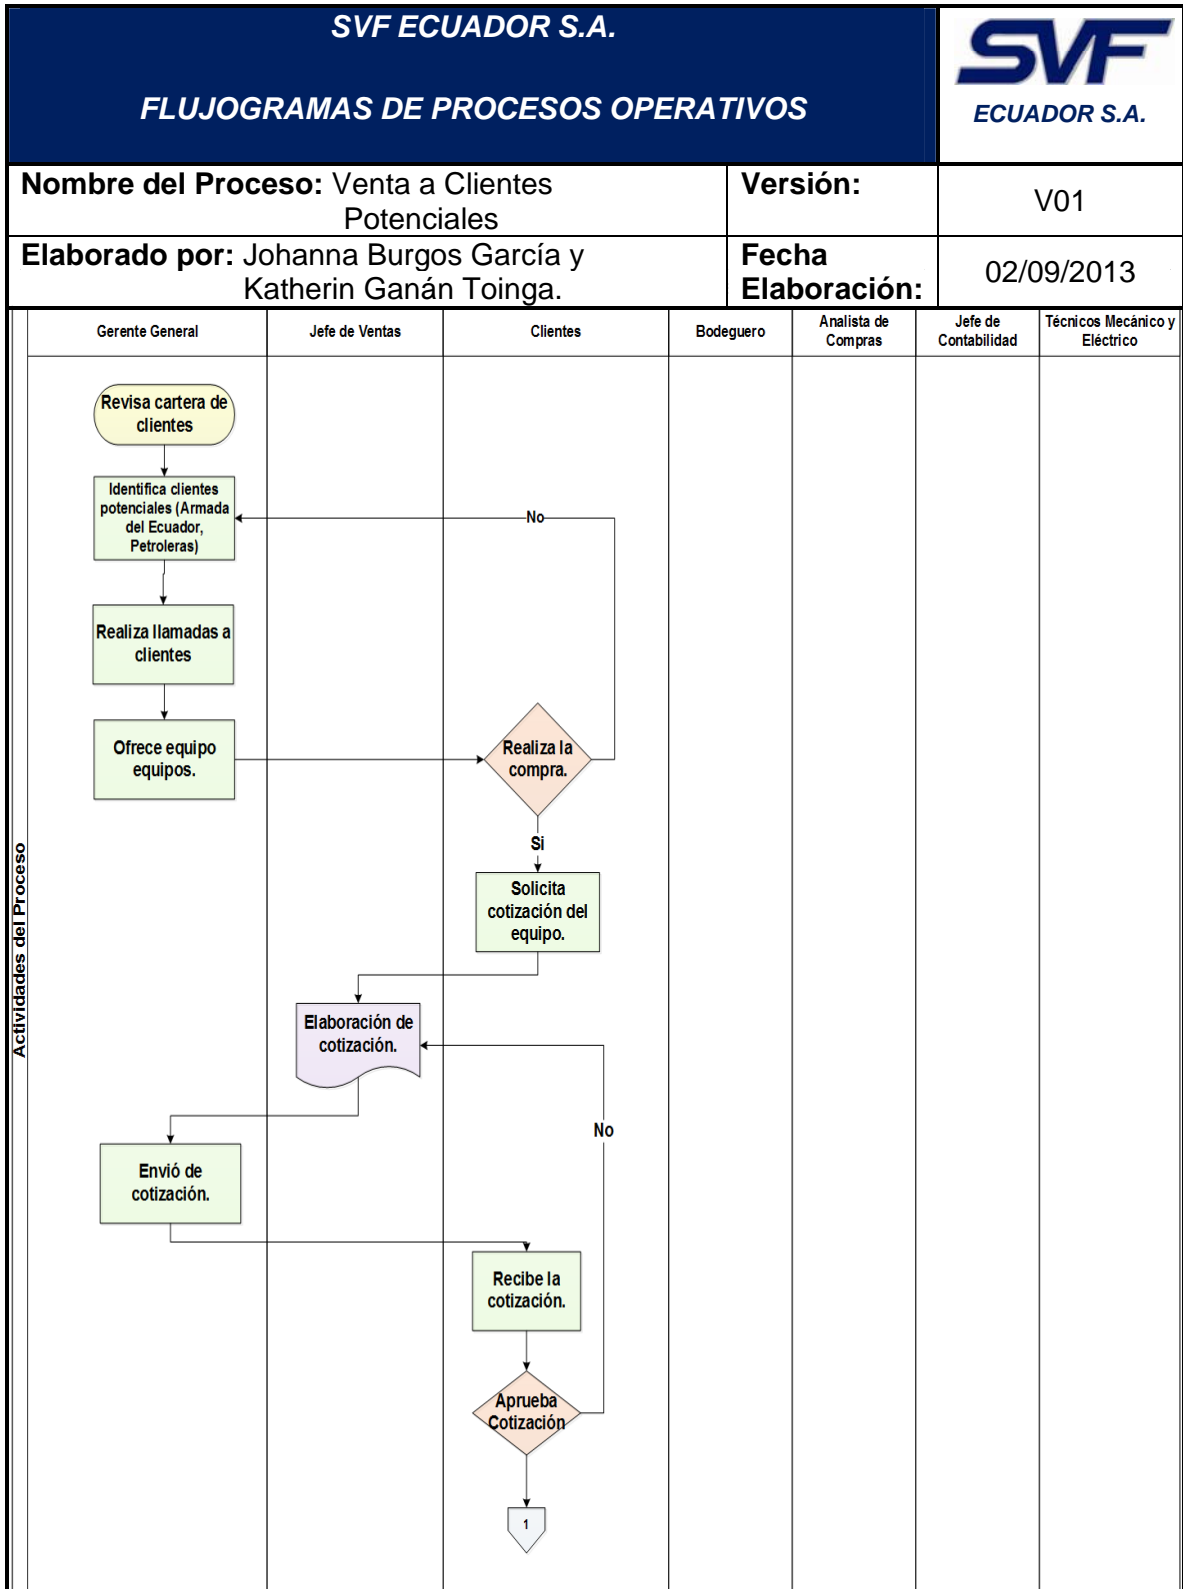 SVF ECUADOR S.A.
FLUJOGRAMAS DE PROCESOS OPERATIVOS
SVF
ECUADOR S.A.
Nombre del Proceso: Venta a Clientes
Potenciales
Versión:
V01
Elaborado por: Johanna Burgos García y
Katherin Ganán Toinga.
Fecha
Elaboración:
02/09/2013
Gerente General
Jefe de Ventas
Clientes
Bodeguero
Analista de
Compras
Jefe de
Contabilidad
Técnicos Mecánico y
Eléctrico
Actividades del Proceso
Revisa cartera de
clientes
Identifica clientes
potenciales (Armada
del Ecuador,
Petroleras)
No
Realiza llamadas a
clientes
Ofrece equipo
equipos.
Realiza la
compra.
Si
Solicita
cotización del
equipo.
Elaboración de
cotización.
No
Envió de
cotización.
Recibe la
cotización.
Aprueba
Cotización
1